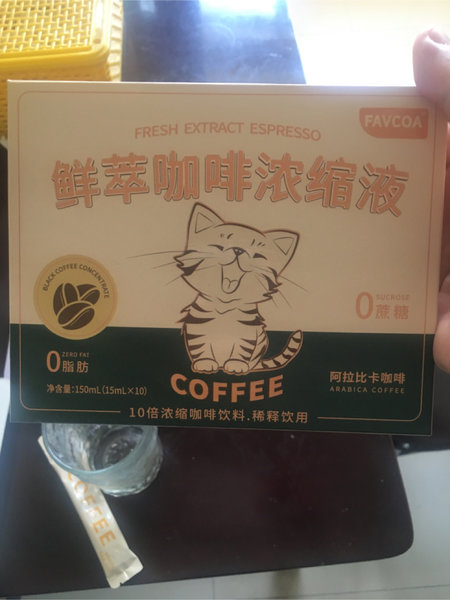 FAVCOA
FRESH EXTRACT ESPRESSO
鲜萃咖啡浓缩液
BLACK COFFEE CONCENTRATE
0 SUCROSE 蔗糖
0 ZERO FAT 脂肪
净含量:150mL(15mL×10)
COFFEE
阿拉比卡咖啡
ARABICA COFFEE
10倍浓缩咖啡饮料.稀释饮用
COFFEE